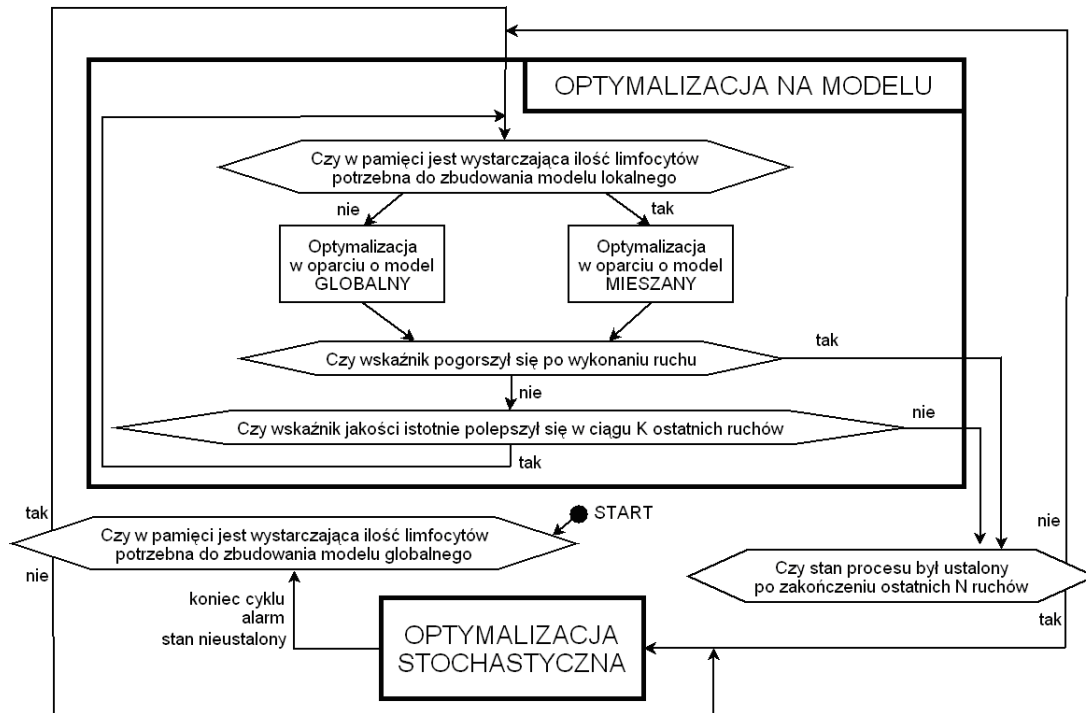 OPTYMALIZACJA NA MODELU
Czy w pamięci jest wystarczająca ilość limfocytów
potrzebna do zbudowania modelu lokalnego
nie
tak
Optymalizacja
w oparciu o model
GLOBALNY
Optymalizacja
w oparciu o model
MIESZANY
Czy wskaźnik pogorszył się po wykonaniu ruchu
tak
nie
Czy wskaźnik jakości istotnie polepszył się w ciągu K ostatnich ruchów
nie
tak
START
tak
Czy w pamięci jest wystarczająca ilość limfocytów
potrzebna do zbudowania modelu globalnego
nie
nie
Czy stan procesu był ustalony
po zakończeniu ostatnich N ruchów
tak
koniec cyklu
alarm
stan nieustalony
OPTYMALIZACJA
STOCHASTYCZNA